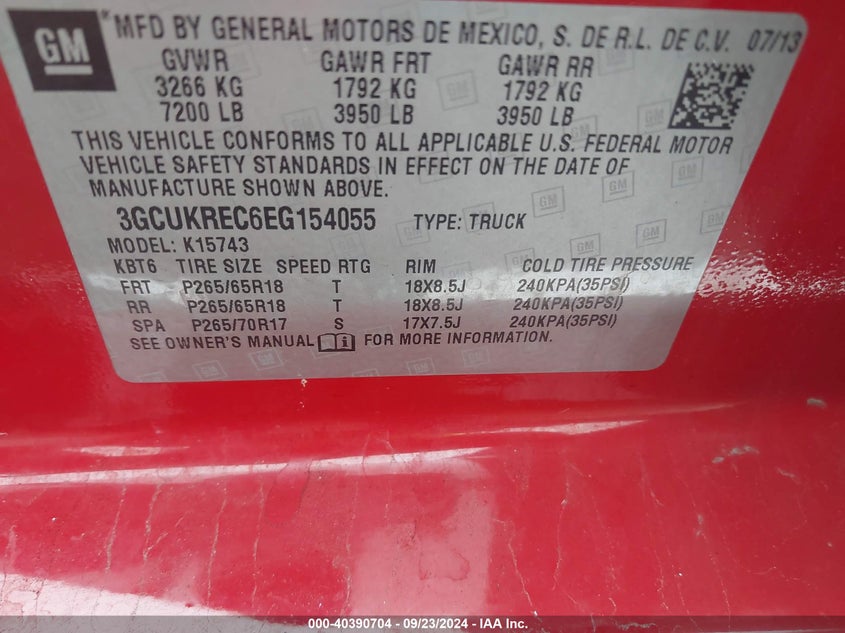 GM
*MFD BY GENERAL MOTORS DE MEXICO, S. DE R.L. DE C.V. 07/13
GVWR GAWR FRT GAWR RR
3266 KG 1792 KG 1792 KG
7200 LB 3950 LB 3950 LB
THIS VEHICLE CONFORMS TO ALL APPLICABLE U.S. FEDERAL MOTOR
VEHICLE SAFETY STANDARDS IN EFFECT ON THE DATE OF
MANUFACTURE SHOWN ABOVE.
3GCUKREC6EG154055 TYPE: TRUCK
MODEL: K15743
KBT6 TIRE SIZE SPEED RTG RIM COLD TIRE PRESSURE
FRT P265/65R18 T 18X8.5J 240KPA(35PSI)
RR P265/65R18 T 18X8.5J 240KPA(35PSI)
SPA P265/70R17 S 17X7.5J 240KPA(35PSI)
SEE OWNER'S MANUAL FOR MORE INFORMATION.
000-40390704 - 09/23/2024 - IAA Inc.